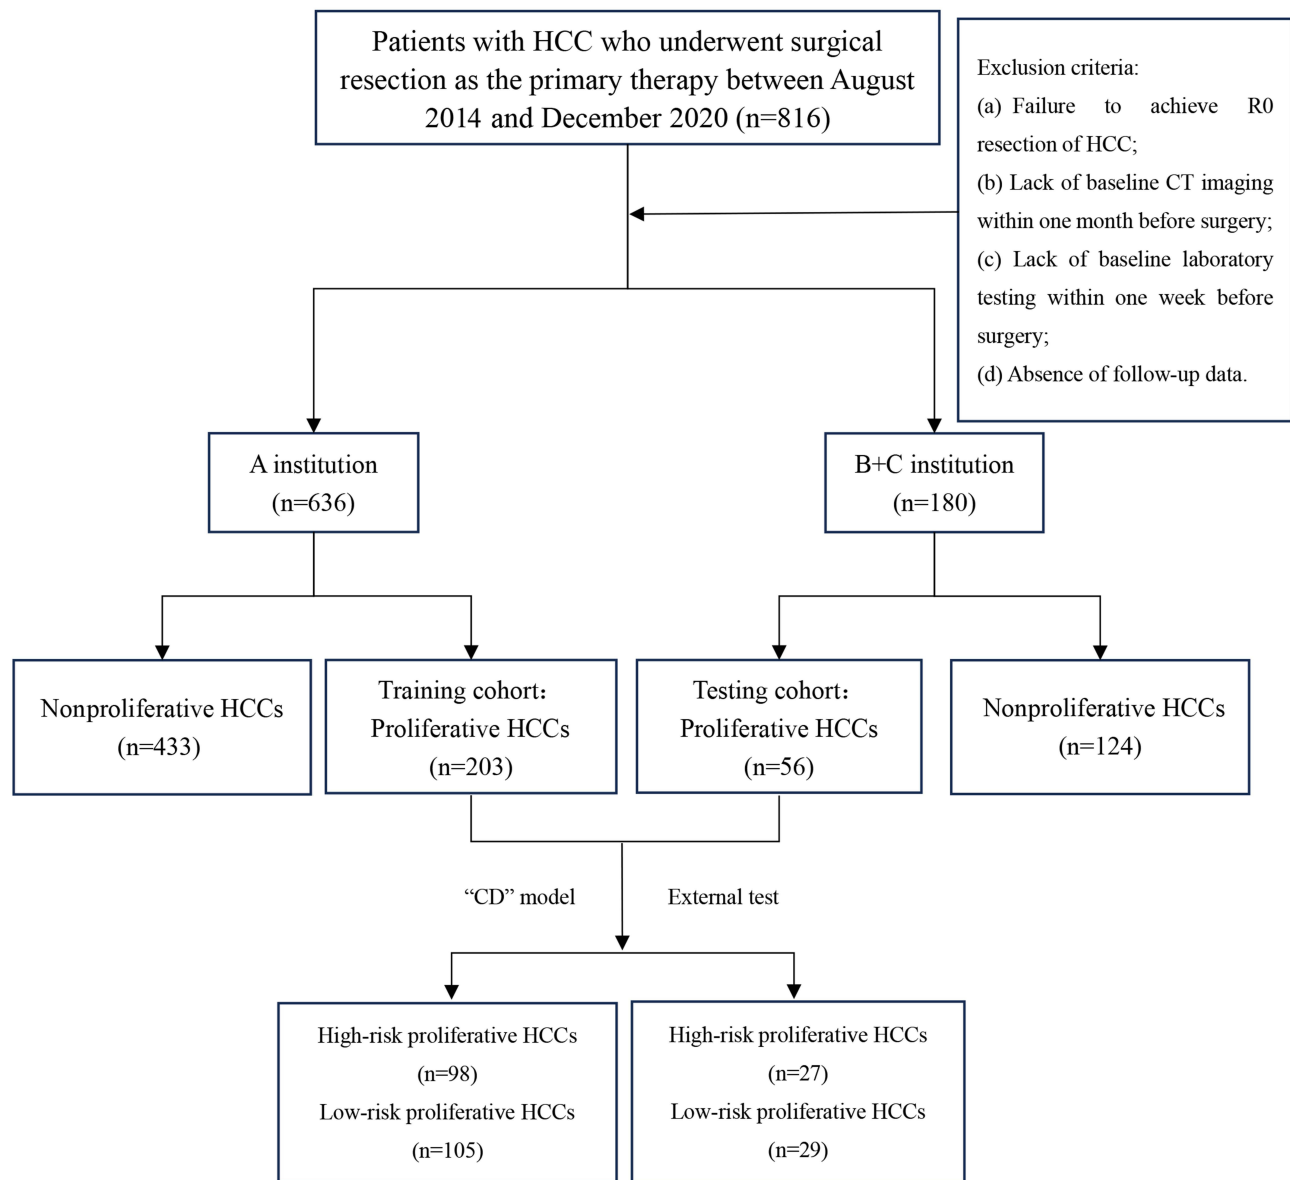 Patients with HCC who underwent surgical
resection as the primary therapy between August
2014 and December 2020 (n=816)
Exclusion criteria:
(a) Failure to achieve R0
resection of HCC;
(b) Lack of baseline CT imaging
within one month before surgery;
(c) Lack of baseline laboratory
testing within one week before
surgery;
(d) Absence of follow-up data.
A institution
(n=636)
B+C institution
(n=180)
Nonproliferative HCCs
(n=433)
Training cohort：
Proliferative HCCs
(n=203)
Testing cohort：
Proliferative HCCs
(n=56)
Nonproliferative HCCs
(n=124)
“CD” model
External test
High-risk proliferative HCCs
(n=98)
Low-risk proliferative HCCs
(n=105)
High-risk proliferative HCCs
(n=27)
Low-risk proliferative HCCs
(n=29)